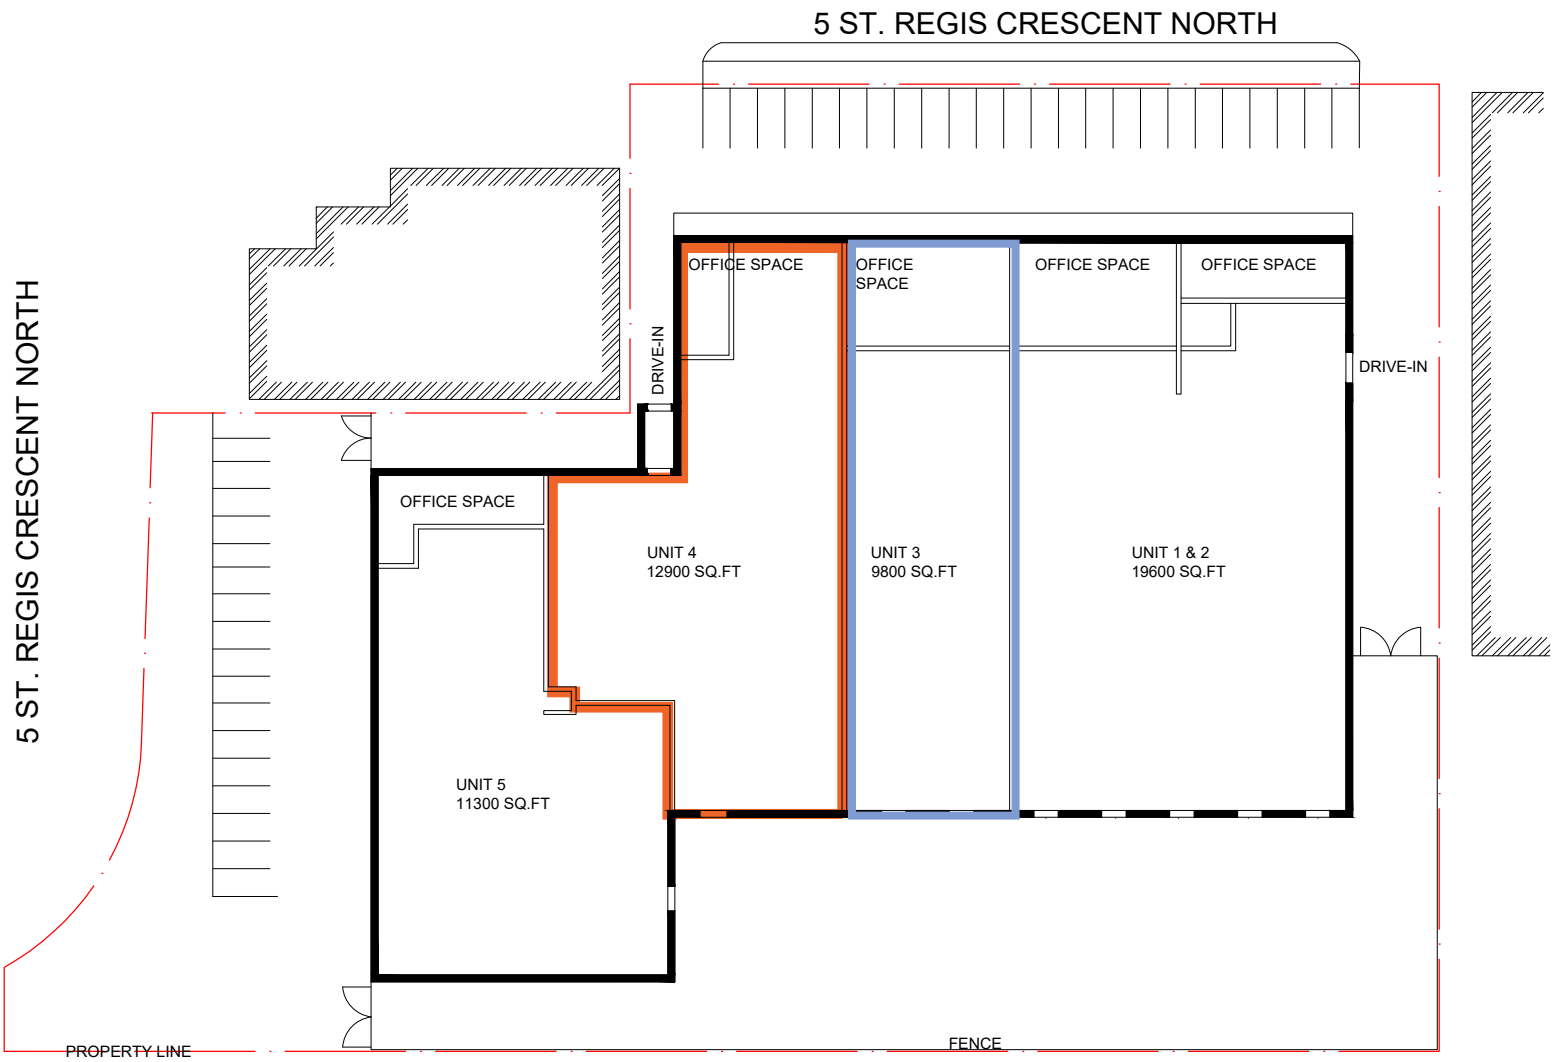 5 ST. REGIS CRESCENT NORTH
5 ST. REGIS CRESCENT NORTH
OFFICE SPACE
OFFICE
SPACE
OFFICE SPACE
OFFICE SPACE
DRIVE-IN
DRIVE-IN
OFFICE SPACE
UNIT 4
12900 SQ.FT
UNIT 3
9800 SQ.FT
UNIT 1 & 2
19600 SQ.FT
UNIT 5
11300 SQ.FT
PROPERTY LINE
FENCE